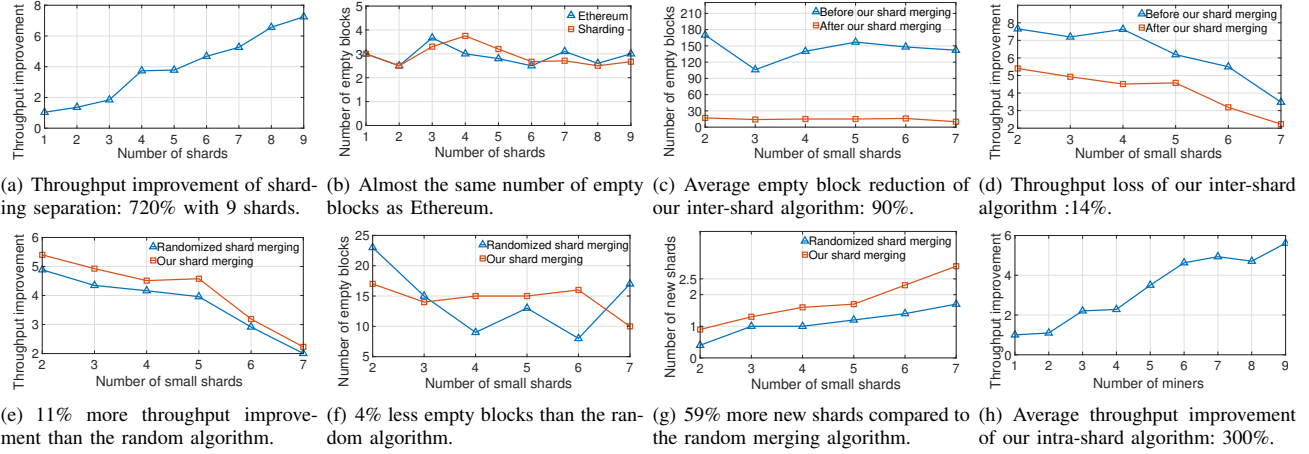 Throughput improvement
8
6
4
2
0
1 2 3 4 5 6 7 8 9
Number of shards
(a) Throughput improvement of shard-
ing separation: 720% with 9 shards.
Number of empty blocks
5
4
3
2
1
0
Ethereum
Sharding
1 2 3 4 5 6 7 8 9
Number of shards
(b) Almost the same number of empty
blocks as Ethereum.
Number of empty blocks
210
180
150
120
90
60
30
0
Before our shard merging
After our shard merging
2 3 4 5 6 7
Number of small shards
(c) Average empty block reduction of
our inter-shard algorithm: 90%.
Throughput improvement
8
7
6
5
4
3
2
Before our shard merging
After our shard merging
2 3 4 5 6 7
Number of small shards
(d) Throughput loss of our inter-shard
algorithm :14%.
Throughput improvement
6
5
4
3
2
Randomized shard merging
Our shard merging
2 3 4 5 6 7
Number of small shards
(e) 11% more throughput improve-
ment than the random algorithm.
Number of empty blocks
25
20
15
10
5
Randomized shard merging
Our shard merging
2 3 4 5 6 7
Number of small shards
(f) 4% less empty blocks than the ran-
dom algorithm.
Number of new shards
2.5
2
1
0
Randomized shard merging
Our shard merging
2 3 4 5 6 7
Number of small shards
(g) 59% more new shards compared to
the random merging algorithm.
Throughput improvement
6
4
2
0
1 2 3 4 5 6 7 8 9
Number of miners
(h) Average throughput improvement
of our intra-shard algorithm: 300%.